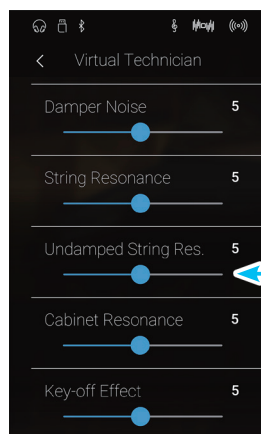 Virtual Technician
Damper Noise 5
String Resonance 5
Undamped String Res. 5
Cabinet Resonance 5
Key-off Effect 5